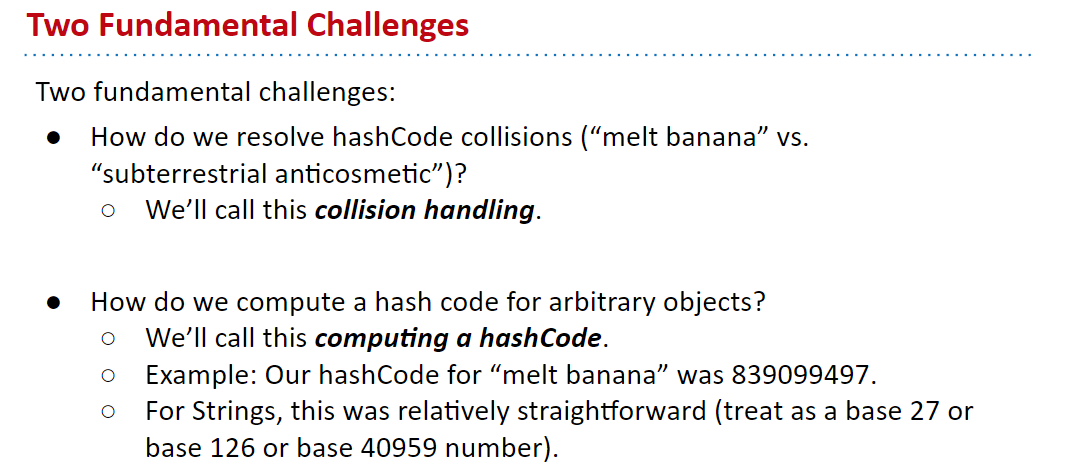 Two Fundamental Challenges
Two fundamental challenges:
● How do we resolve hashCode collisions (“melt banana” vs.
“subterrestrial anticosmetic”)?
○ We’ll call this collision handling.
● How do we compute a hash code for arbitrary objects?
○ We’ll call this computing a hashCode.
○ Example: Our hashCode for “melt banana” was 839099497.
○ For Strings, this was relatively straightforward (treat as a base 27 or
base 126 or base 40959 number).